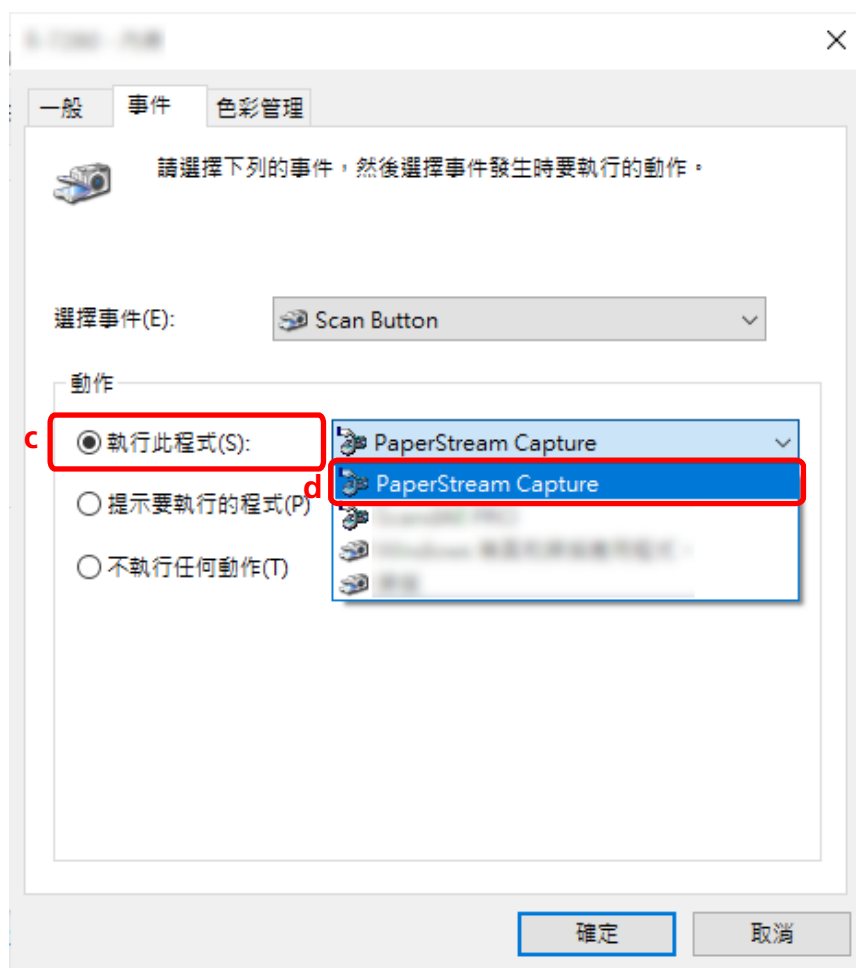 一般 事件 色彩管理
請選擇下列的事件，然後選擇事件發生時要執行的動作。
選擇事件(E): Scan Button
動作
c 執行此程式(S): PaperStream Capture
d PaperStream Capture
提示要執行的程式(P)
不執行任何動作(T)
確定 取消